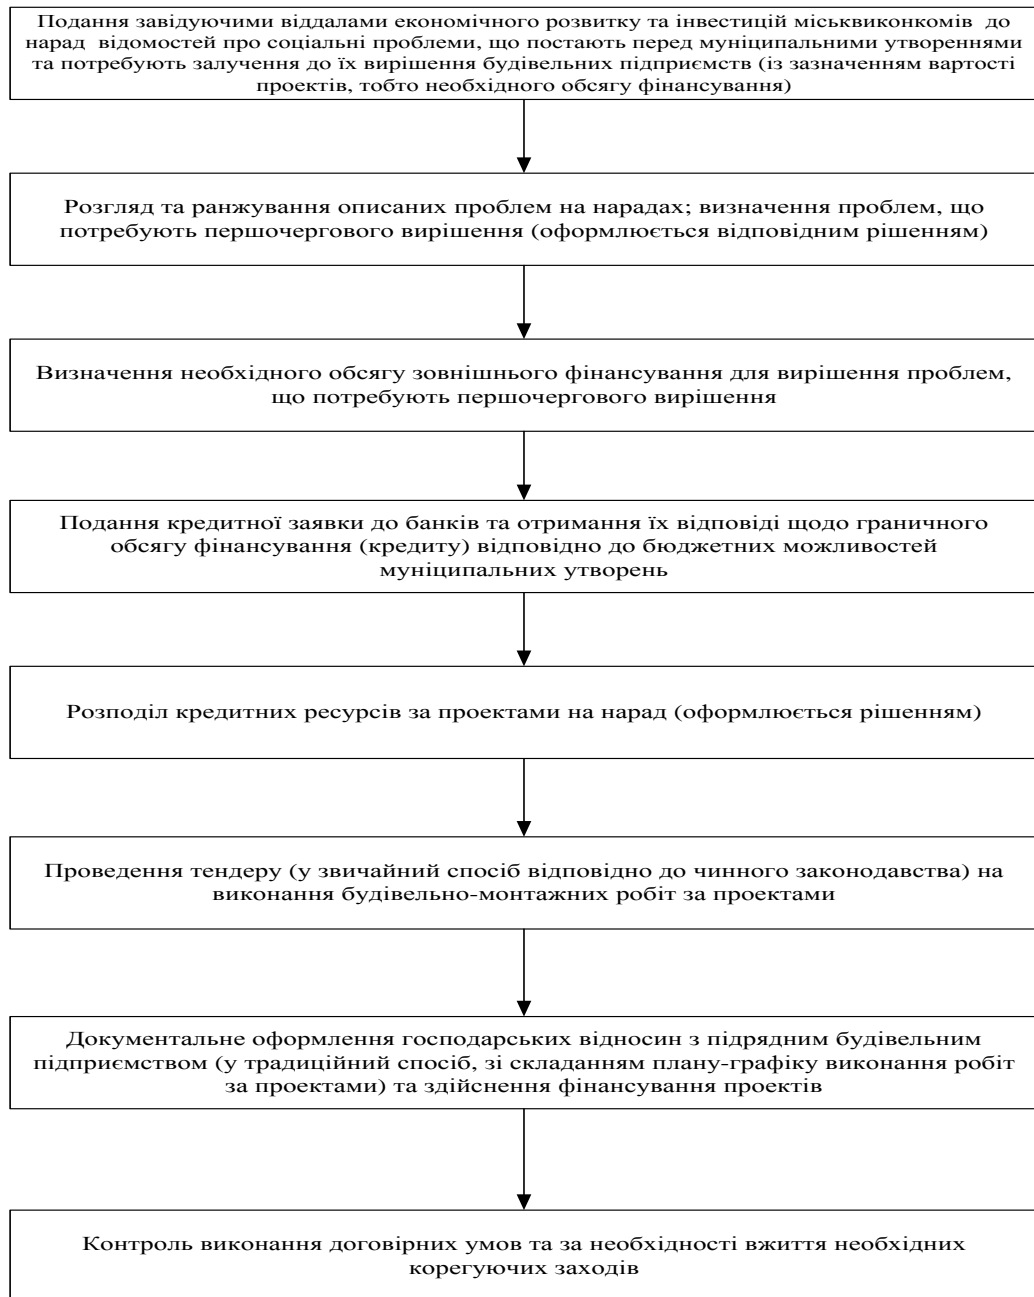 Подання завідуючими віддалами економічного розвитку та інвестицій міськвиконкомів до
нарад відомостей про соціальні проблеми, що постають перед муніципальними утвореннями
та потребують залучення до їх вирішення будівельних підприємств (із зазначенням вартості
проектів, тобто необхідного обсягу фінансування)
Розгляд та ранжування описаних проблем на нарадах; визначення проблем, що
потребують першочергового вирішення (оформлюється відповідним рішенням)
Визначення необхідного обсягу зовнішнього фінансування для вирішення проблем,
що потребують першочергового вирішення
Подання кредитної заявки до банків та отримання їх відповіді щодо граничного
обсягу фінансування (кредиту) відповідно до бюджетних можливостей
муніципальних утворень
Розподіл кредитних ресурсів за проектами на нарад (оформлюється рішенням)
Проведення тендеру (у звичайний спосіб відповідно до чинного законодавства) на
виконання будівельно-монтажних робіт за проектами
Документальне оформлення господарських відносин з підрядним будівельним
підприємством (у традиційний спосіб, зі складанням плану-графіку виконання робіт
за проектами) та здійснення фінансування проектів
Контроль виконання договірних умов та за необхідності вжиття необхідних
корегуючих заходів